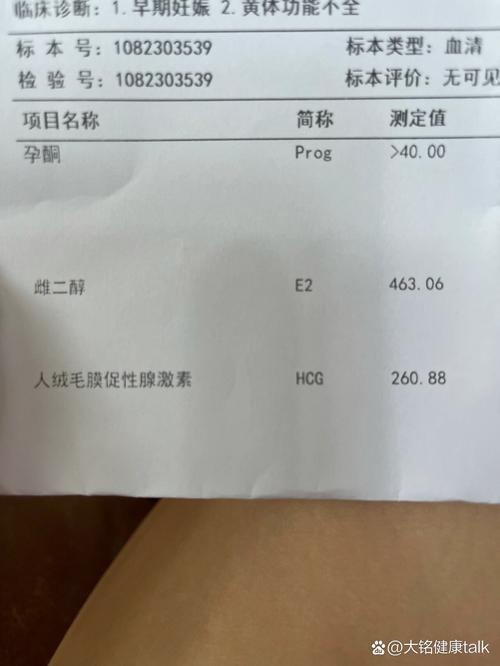 临床诊断：1.早期妊娠 2.黄体功能不全
标 本 号：1082303539 标本类型：血清
检 验 号：1082303539 标本评价：无可见
项目名称 简称 测定值
孕酮 Prog >40.00
雌二醇 E2 463.06
人绒毛膜促性腺激素 HCG 260.88
@大铭健康talk